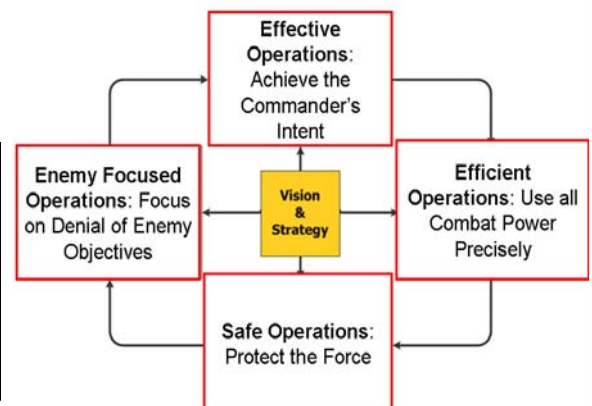 Effective
Operations:
Achieve the
Commander's
Intent
Enemy Focused
Operations: Focus
on Denial of Enemy
Objectives
Vision
&
Strategy
Efficient
Operations: Use all
Combat Power
Precisely
Safe Operations:
Protect the Force